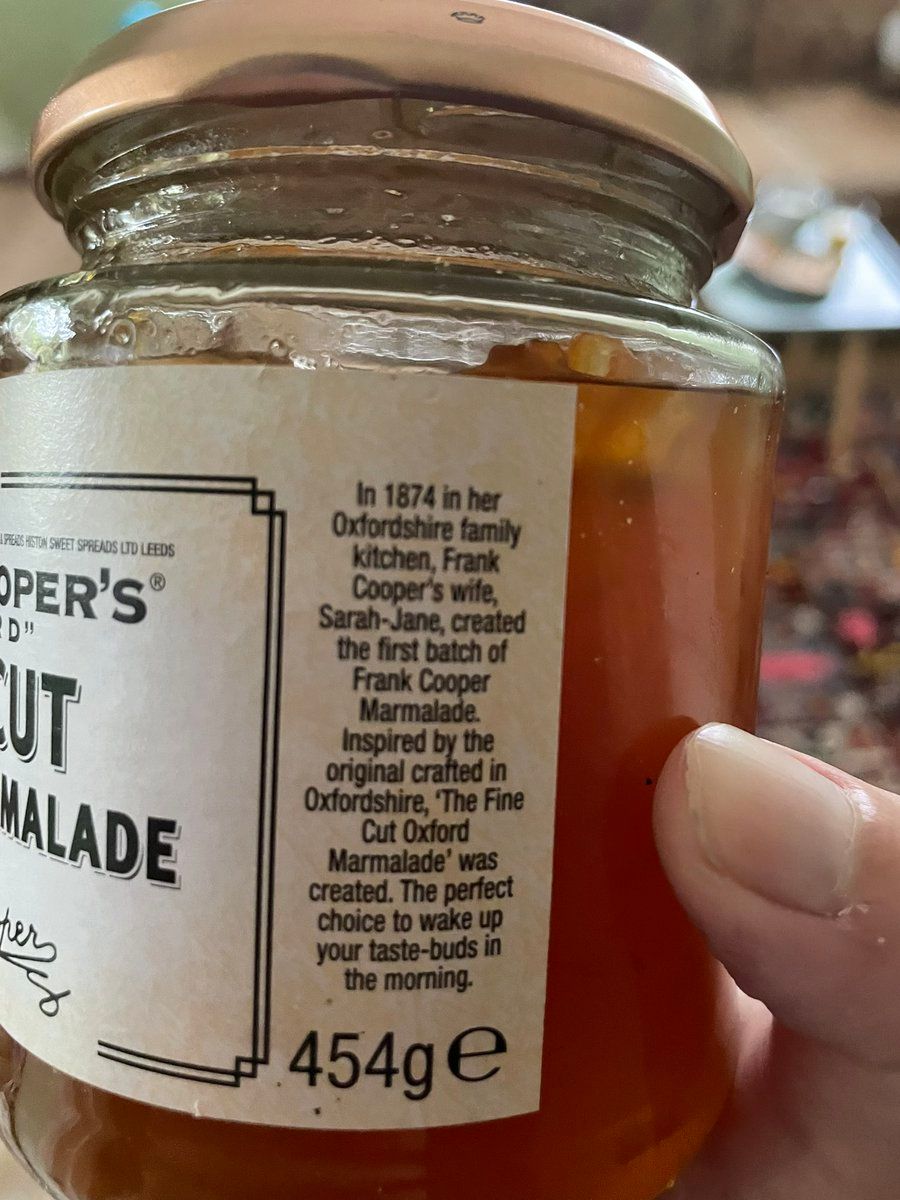 & SPREADS HISTON SWEET SPREADS LTD LEEDS
OPER'S®
RD"
CUT
MALADE
per
In 1874 in her
Oxfordshire family
kitchen, Frank
Cooper's wife,
Sarah-Jane, created
the first batch of
Frank Cooper
Marmalade.
Inspired by the
original crafted in
Oxfordshire, 'The Fine
Cut Oxford
Marmalade' was
created. The perfect
choice to wake up
your taste-buds in
the morning.
454g e